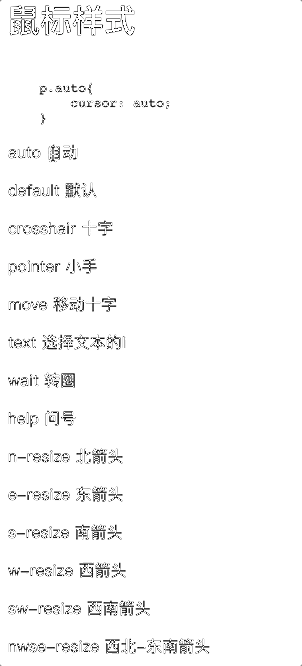 鼠标样式
p.auto{
cursor: auto;
}
auto 自动
default 默认
crosshair 十字
pointer 小手
move 移动十字
text 选择文本的I
wait 转圈
help 问号
n-resize 北箭头
e-resize 东箭头
s-resize 南箭头
w-resize 西箭头
sw-resize 西南箭头
nwse-resize 西北-东南箭头